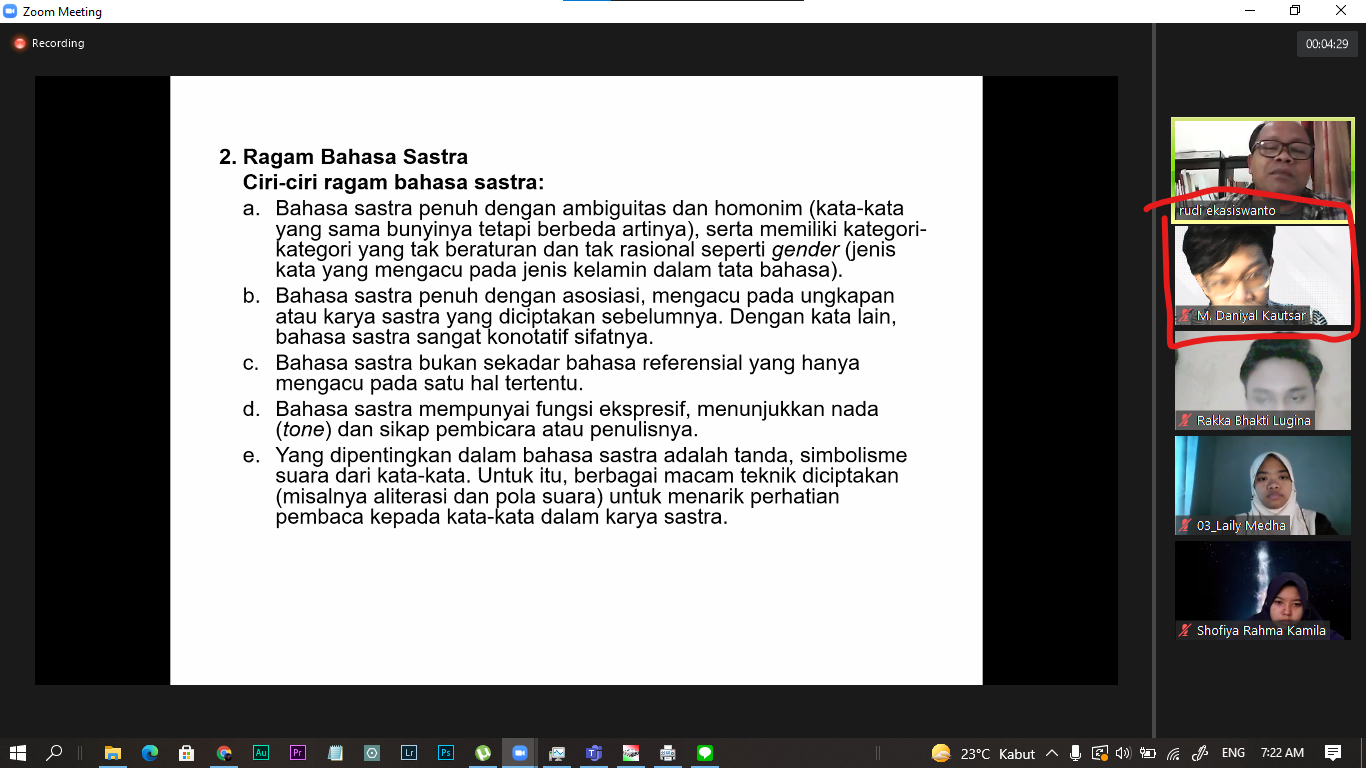 Zoom Meeting
Recording
00:04:29
2. Ragam Bahasa Sastra
Ciri-ciri ragam bahasa sastra:
a. Bahasa sastra penuh dengan ambiguitas dan homonim (kata-kata
yang sama bunyinya tetapi berbeda artinya), serta memiliki kategori-
kategori yang tak beraturan dan tak rasional seperti gender (jenis
kata yang mengacu pada jenis kelamin dalam tata bahasa).
b. Bahasa sastra penuh dengan asosiasi, mengacu pada ungkapan
atau karya sastra yang diciptakan sebelumnya. Dengan kata lain,
bahasa sastra sangat konotatif sifatnya.
c. Bahasa sastra bukan sekadar bahasa referensial yang hanya
mengacu pada satu hal tertentu.
d. Bahasa sastra mempunyai fungsi ekspresif, menunjukkan nada
(tone) dan sikap pembicara atau penulisnya.
e. Yang dipentingkan dalam bahasa sastra adalah tanda, simbolisme
suara dari kata-kata. Untuk itu, berbagai macam teknik diciptakan
(misalnya aliterasi dan pola suara) untuk menarik perhatian
pembaca kepada kata-kata dalam karya sastra.
rudi ekasiswanto
M. Daniyal Kautsar
Rakka Bhakti Lugina
03_Laily Medha
Shofiya Rahma Kamila
Au
Pr
Lr
Ps
23°C Kabut
ENG
7:22 AM